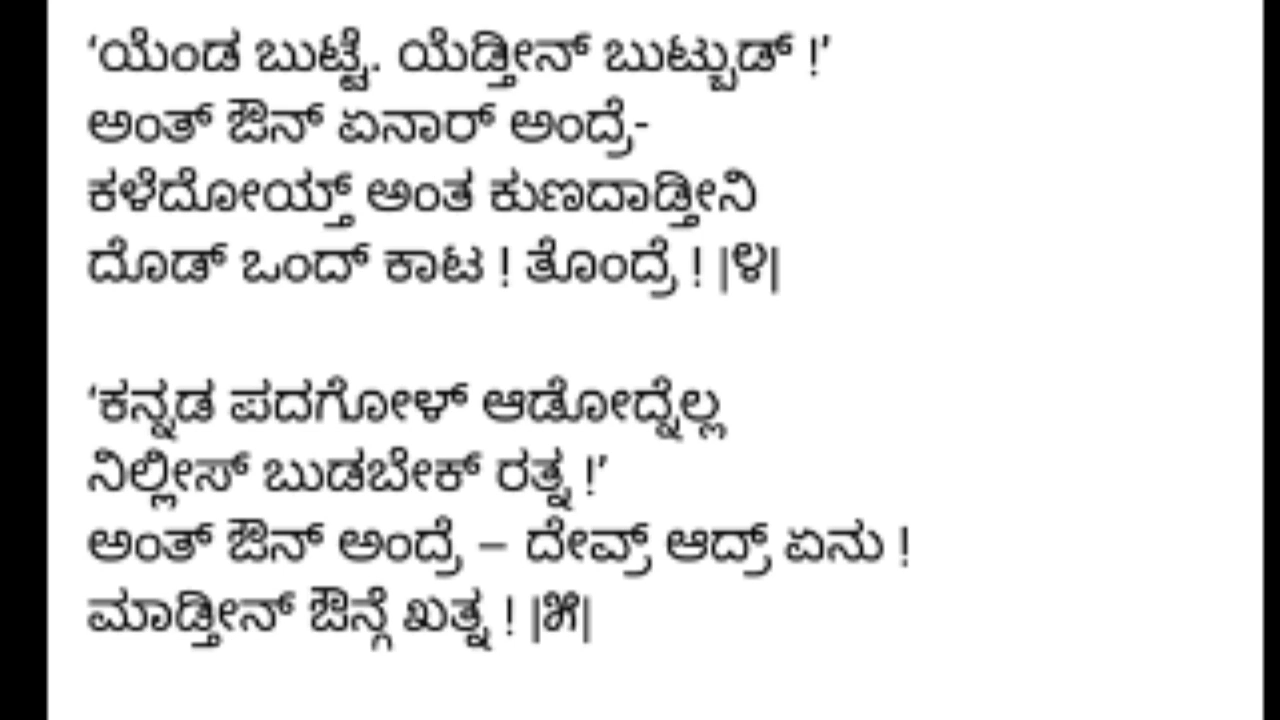 ‘ಯೆಂಡ ಬುಟ್ಟೆ. ಯೆಡ್ತೀನ್ ಬುಟ್ಬುಡ್ !’
ಅಂತ್ ಔನ್ ಏನಾರ್ ಅಂದ್ರೆ-
ಕಳೆದೋಯ್ತ್ ಅಂತ ಕುಣದಾಡ್ತೀನಿ
ದೊಡ್ ಒಂದ್ ಕಾಟ ! ತೊಂದ್ರೆ ! |೪|
‘ಕನ್ನಡ ಪದಗೋಳ್ ಆಡೋದ್ನೆಲ್ಲ
ನಿಲ್ಲೀಸ್ ಬುಡಬೇಕ್ ರತ್ನ !’
ಅಂತ್ ಔನ್ ಅಂದ್ರೆ – ದೇವ್ರ್ ಆದ್ರ್ ಏನು !
ಮಾಡ್ತೀನ್ ಔನ್ಗೆ ಖತ್ನ ! |೫|